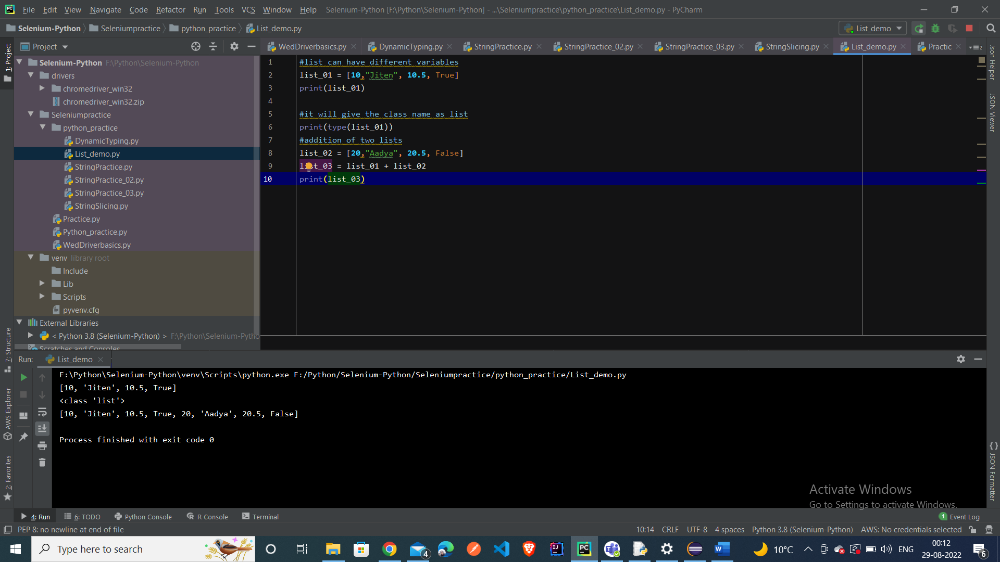 File Edit View Navigate Code Refactor Run Tools VCS Window Help Selenium-Python [F:\Python\Selenium-Python] - ...\Seleniumpractice\python_practice\List_demo.py - PyCharm
Selenium-Python Seleniumpractice python_practice List_demo.py List_demo
Project
WedDriverbasics.py DynamicTyping.py StringPractice.py StringPractice_02.py StringPractice_03.py StringSlicing.py List_demo.py Practic 2
1: Project
Selenium-Python F:\Python\Selenium-Python
drivers
chromedriver_win32
chromedriver_win32.zip
Seleniumpractice
python_practice
DynamicTyping.py
List_demo.py
StringPractice.py
StringPractice_02.py
StringPractice_03.py
StringSlicing.py
Practice.py
Python_practice.py
WedDriverbasics.py
venv library root
Include
Lib
Scripts
pyvenv.cfg
External Libraries
< Python 3.8 (Selenium-Python) > F:\Python\Selenium-Pytho
Scratches and Consoles
1 #list can have different variables
2 list_01 = [10,"Jiten", 10.5, True]
3 print(list_01)
4
5 #it will give the class name as list
6 print(type(list_01))
7 #addition of two lists
8 list_02 = [20,"Aadya", 20.5, False]
9 list_03 = list_01 + list_02
10 print(list_03)
Json Helper
JSON Viewer
JSON Formatter
7: Structure
AWS Explorer
2: Favorites
Run: List_demo
F:\Python\Selenium-Python\venv\Scripts\python.exe F:/Python/Selenium-Python/Seleniumpractice/python_practice/List_demo.py
[10, 'Jiten', 10.5, True]
<class 'list'>
[10, 'Jiten', 10.5, True, 20, 'Aadya', 20.5, False]
Process finished with exit code 0
Activate Windows
Go to Settings to activate Windows.
4: Run 6: TODO Python Console R Console Terminal 1 Event Log
PEP 8: no newline at end of file 10:14 CRLF UTF-8 4 spaces Python 3.8 (Selenium-Python) AWS: No credentials selected
Type here to search 4 10°C ENG 00:12
29-08-2022 6